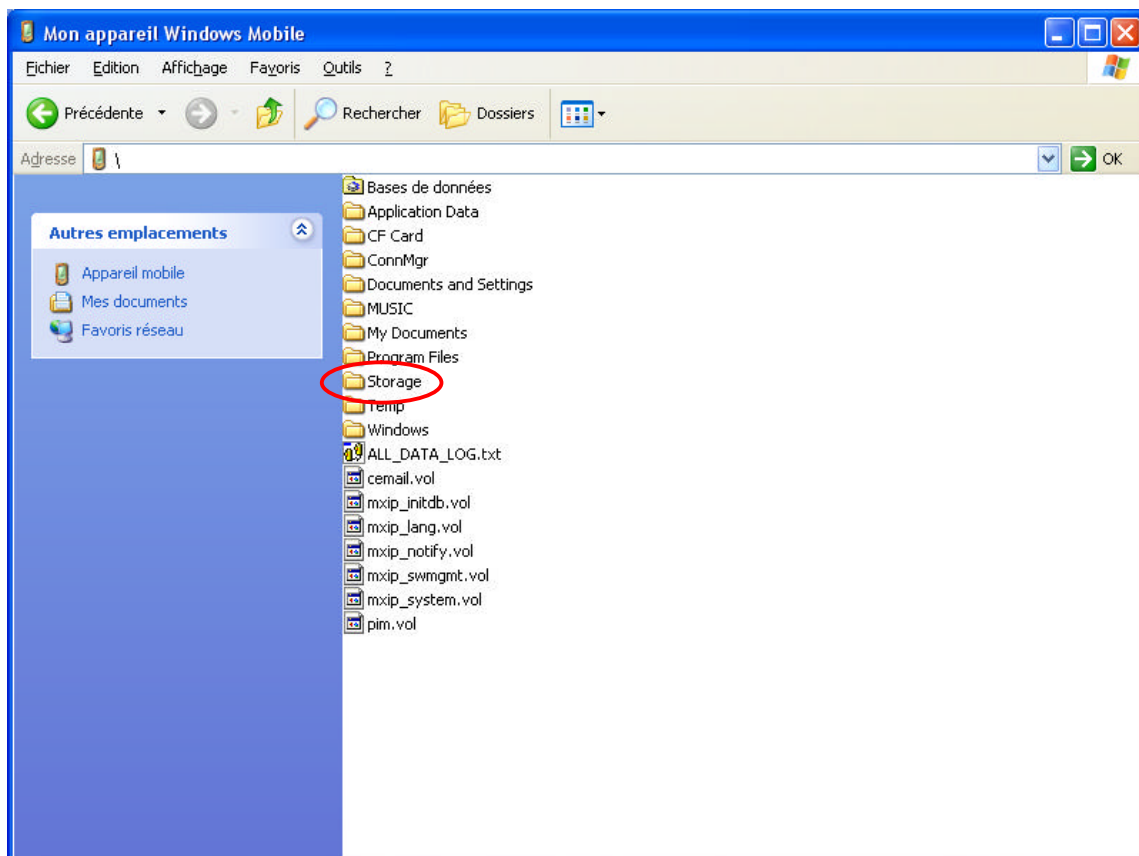 Mon appareil Windows Mobile
Fichier Edition Affichage Favoris Outils ?
Précédente Rechercher Dossiers
Adresse \ OK
Autres emplacements
Appareil mobile
Mes documents
Favoris réseau
Bases de données
Application Data
CF Card
ConnMgr
Documents and Settings
MUSIC
My Documents
Program Files
Storage
Temp
Windows
ALL_DATA_LOG.txt
cemail.vol
mxip_initdb.vol
mxip_lang.vol
mxip_notify.vol
mxip_swmgmt.vol
mxip_system.vol
pim.vol